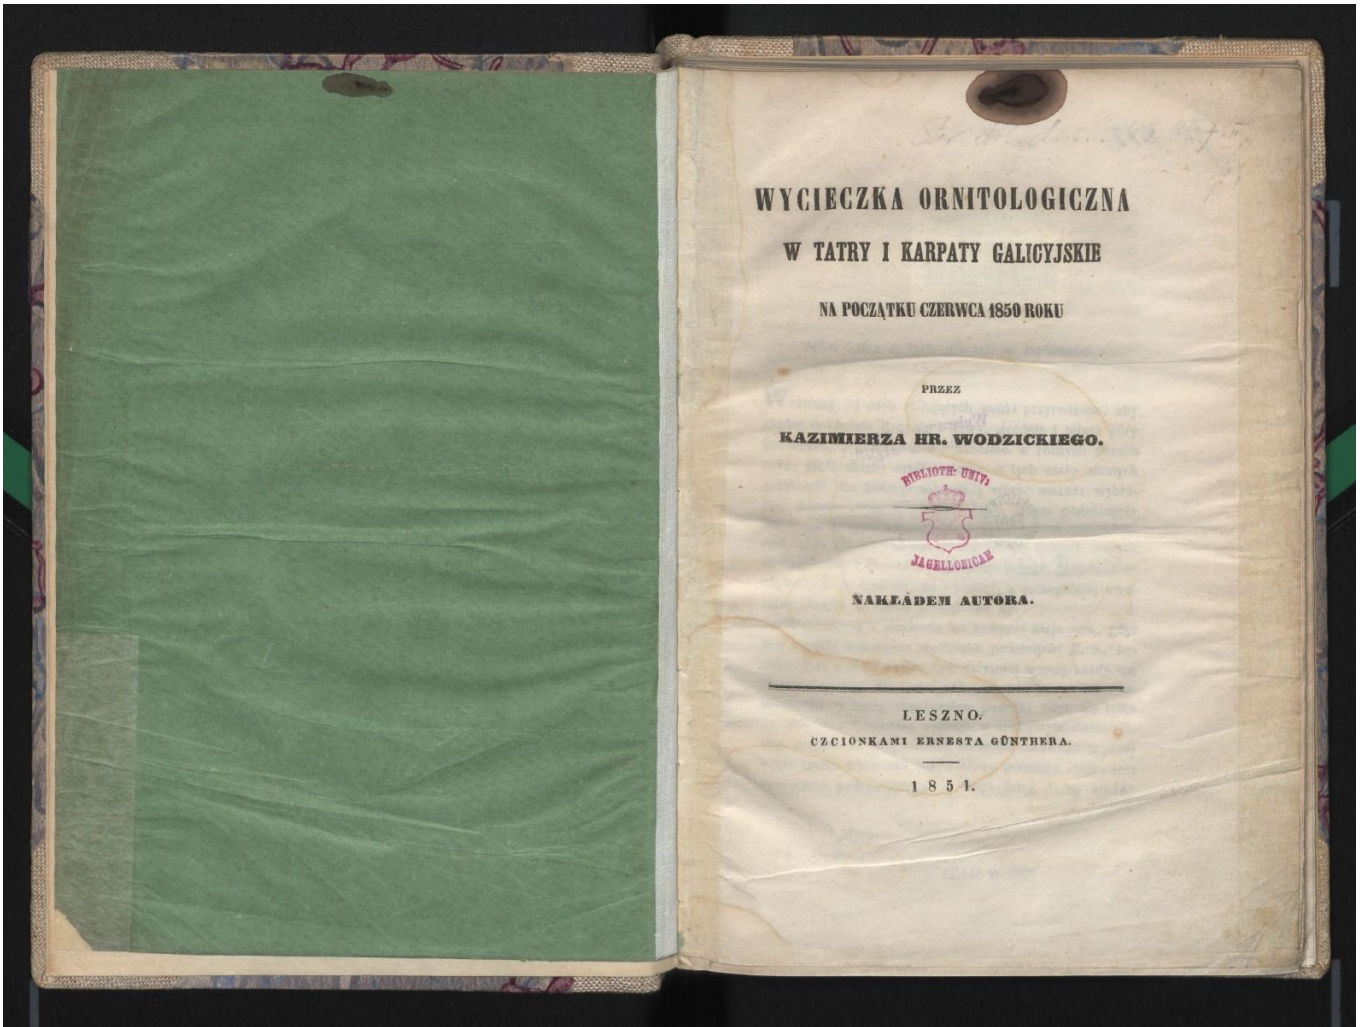 WYCIECZKA ORNITOLOGICZNA
W TATRY I KARPATY GALICYJSKIE
NA POCZĄTKU CZERWCA 1850 ROKU
PRZEZ
KAZIMIERZA HR. WODZICKIEGO.
BIBLIOTH: UNIV:
JAGELLONICAE
NAKŁADEM AUTORA.
LESZNO.
CZCIONKAMI ERNESTA GÜNTHERA.
1851.